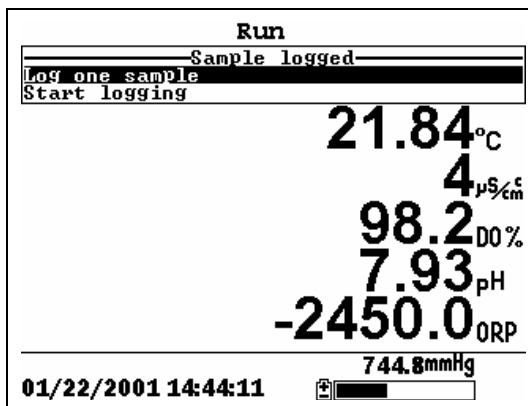 Run
Sample logged
Log one sample
Start logging
21.84°C
4µS/cm c
98.2DO%
7.93pH
-2450.0ORP
744.8mmHg
01/22/2001 14:44:11